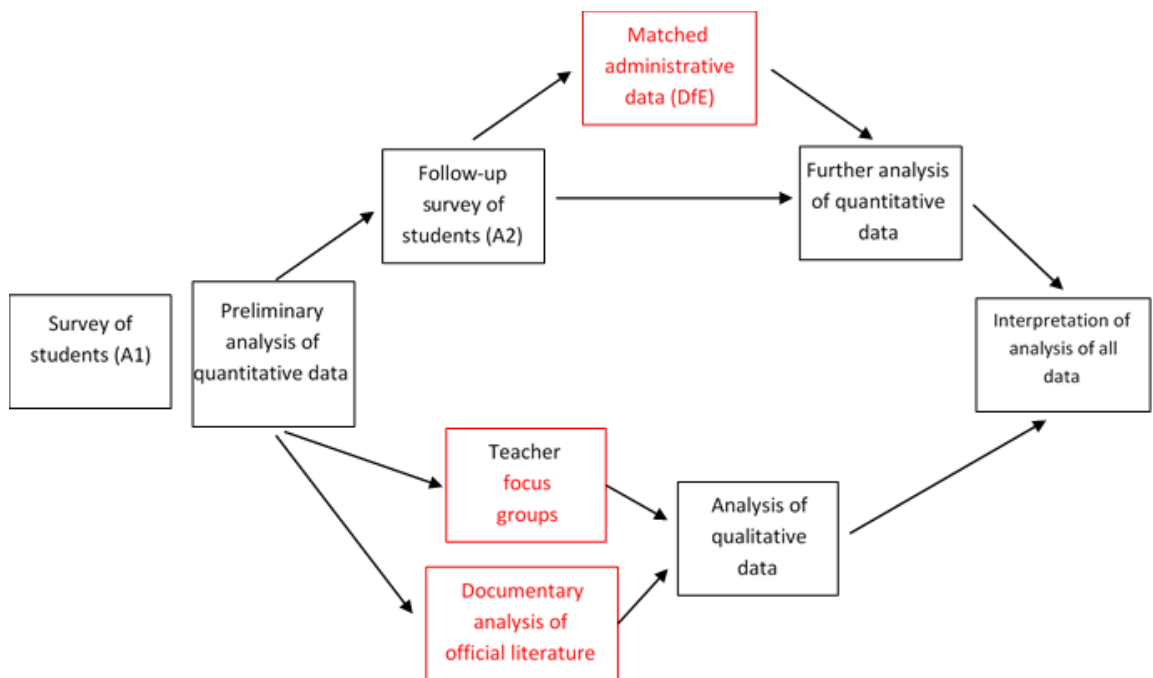 Matched
administrative
data (DfE)
Follow-up
survey of
students (A2)
Further analysis
of quantitative
data
Survey of
students (A1)
Preliminary
analysis of
quantitative data
Interpretation of
analysis of all
data
Teacher
focus
groups
Analysis of
qualitative
data
Documentary
analysis of
official literature